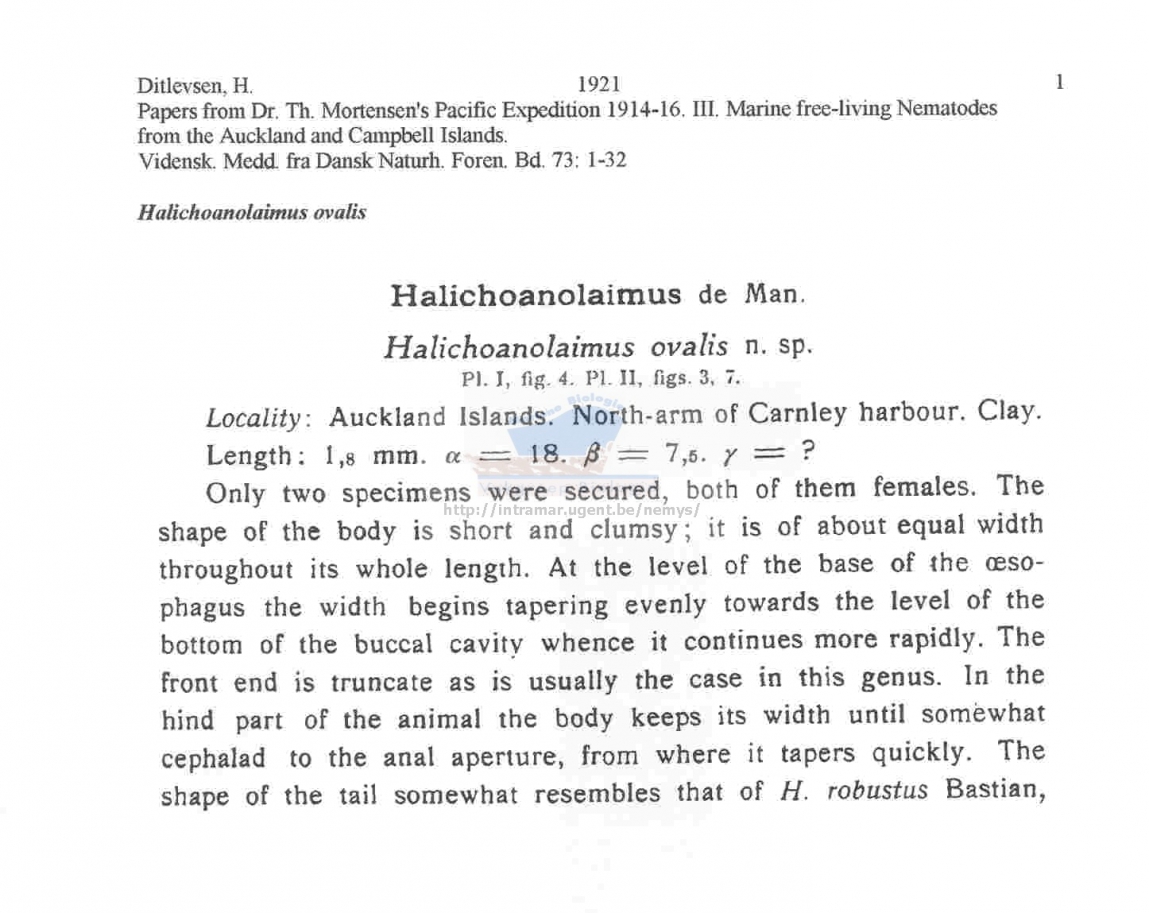 Ditlevsen, H. 1921 1
Papers from Dr. Th. Mortensen's Pacific Expedition 1914-16. III. Marine free-living Nematodes
from the Auckland and Campbell Islands.
Vidensk. Medd. fra Dansk Naturh. Foren. Bd. 73: 1-32
Halichoanolaimus ovalis
Halichoanolaimus de Man.
Halichoanolaimus ovalis n. sp.
Pl. I, fig. 4. Pl. II, figs. 3, 7.
Locality: Auckland Islands. North-arm of Carnley harbour. Clay.
Length: 1,8 mm. α = 18. β = 7,5. γ = ?
Only two specimens were secured, both of them females. The
http://intramar.ugent.be/nemys/
shape of the body is short and clumsy; it is of about equal width
throughout its whole length. At the level of the base of the œso-
phagus the width begins tapering evenly towards the level of the
bottom of the buccal cavity whence it continues more rapidly. The
front end is truncate as is usually the case in this genus. In the
hind part of the animal the body keeps its width until somewhat
cephalad to the anal aperture, from where it tapers quickly. The
shape of the tail somewhat resembles that of H. robustus Bastian,